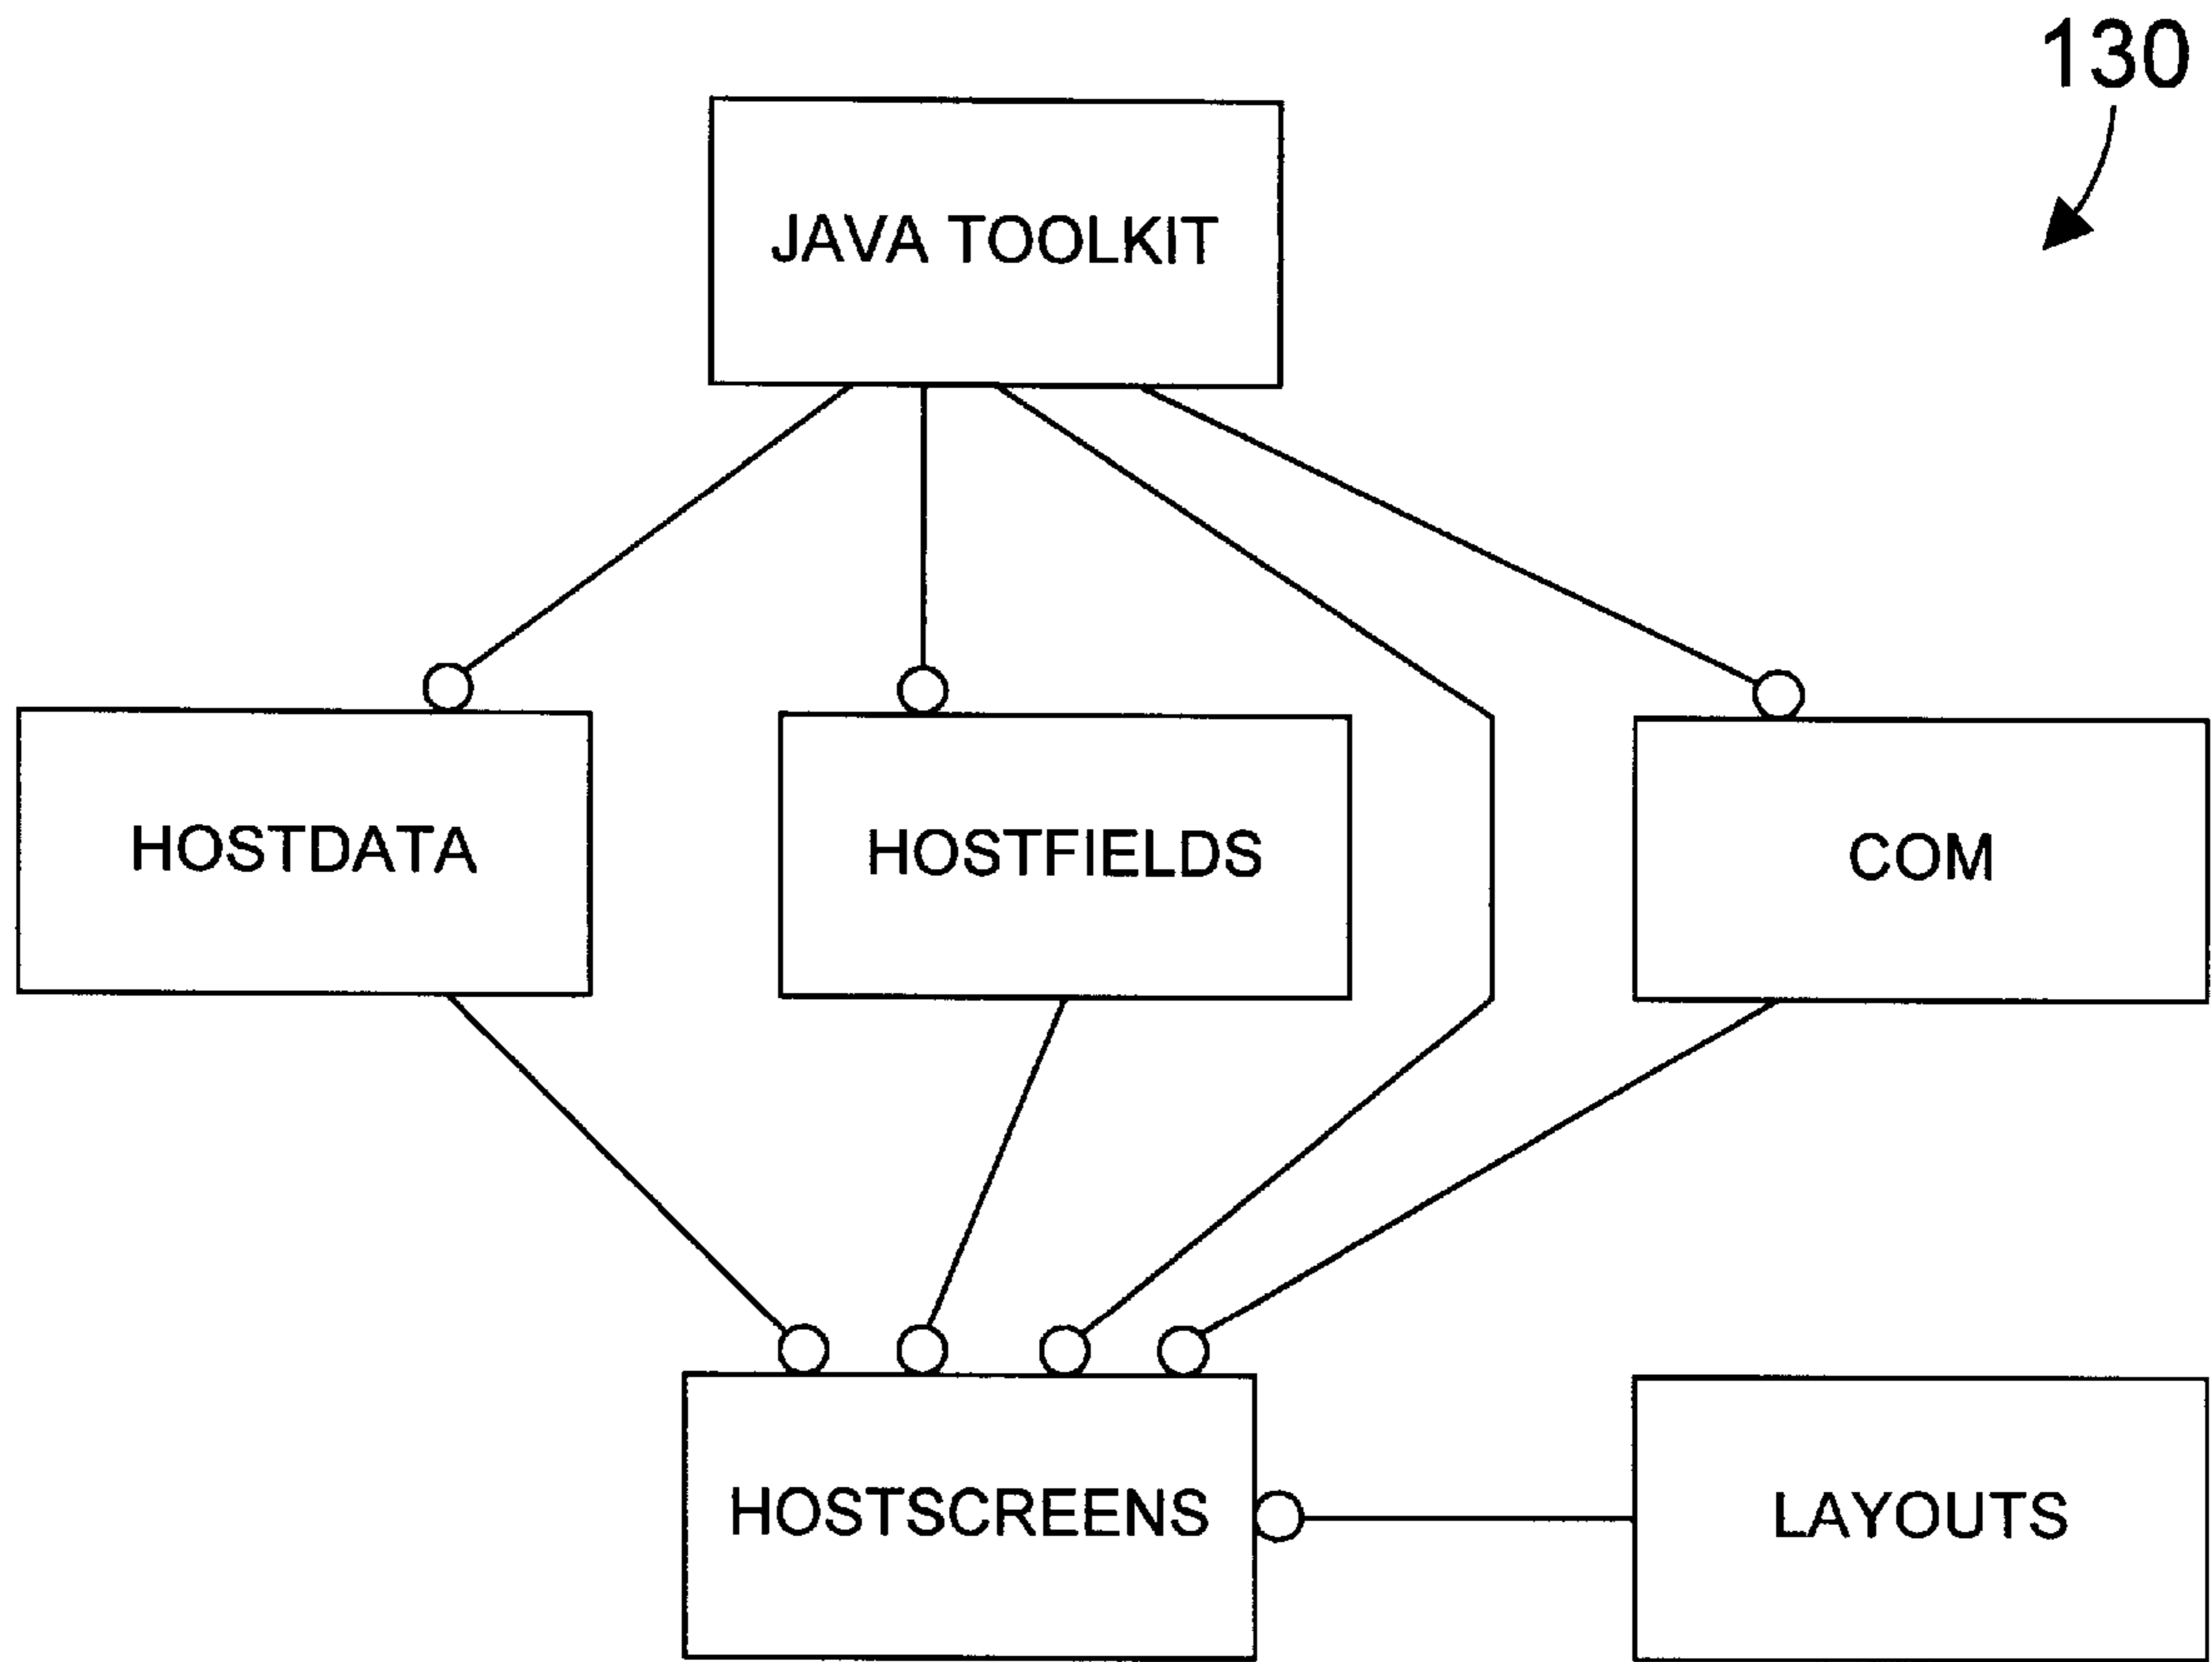 130
JAVA TOOLKIT
HOSTDATA
HOSTFIELDS
COM
HOSTSCREENS
LAYOUTS